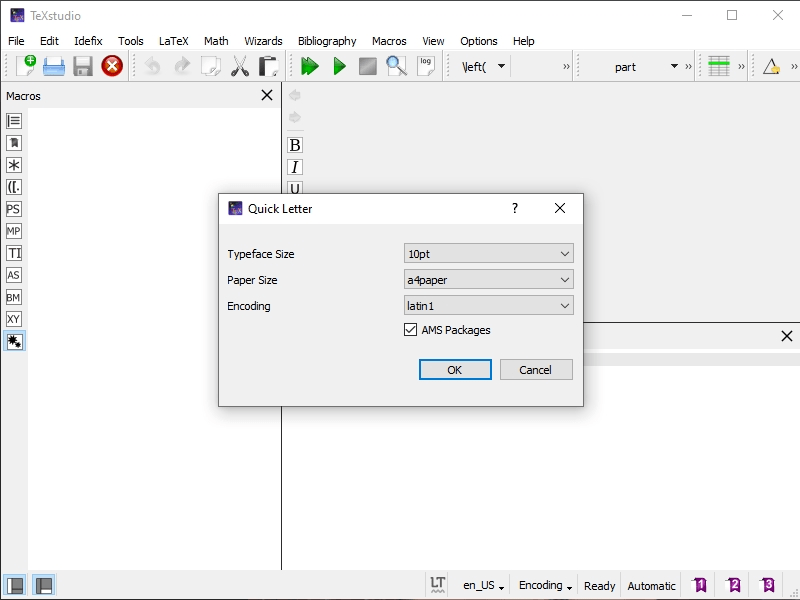 TeXstudio
File Edit Idefix Tools LaTeX Math Wizards Bibliography Macros View Options Help
log \left( part
Macros
B
I
U
PS
MP
TI
AS
BM
XY
Quick Letter
Typeface Size 10pt
Paper Size a4paper
Encoding latin1
AMS Packages
OK Cancel
LT en_US Encoding Ready Automatic 1 2 3